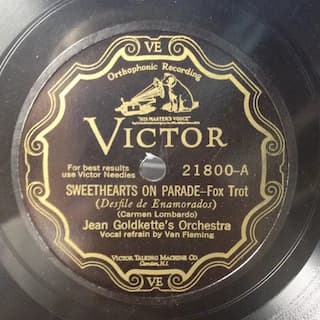 VE
Orthophonic Recording
"HIS MASTER'S VOICE"
VICTOR
For best results
use Victor Needles
21800-A
SWEETHEARTS ON PARADE—Fox Trot
(Desfile de Enamorados)
(Carmen Lombardo)
Jean Goldkette's Orchestra
Vocal refrain by Van Fleming
VICTOR TALKING MACHINE CO.
Camden, N.J.
VE